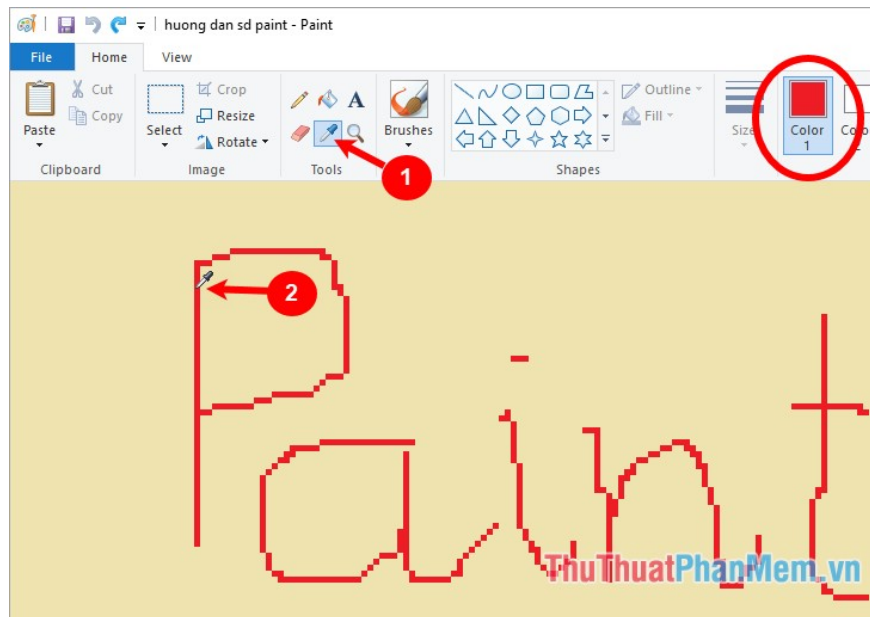 huong dan sd paint - Paint
File Home View
Cut Crop Outline
Copy Resize Fill
Paste Select Rotate A Brushes Size Color
1
Clipboard Image Tools Shapes
1
2
Paint
ThuThuatPhanMem.vn